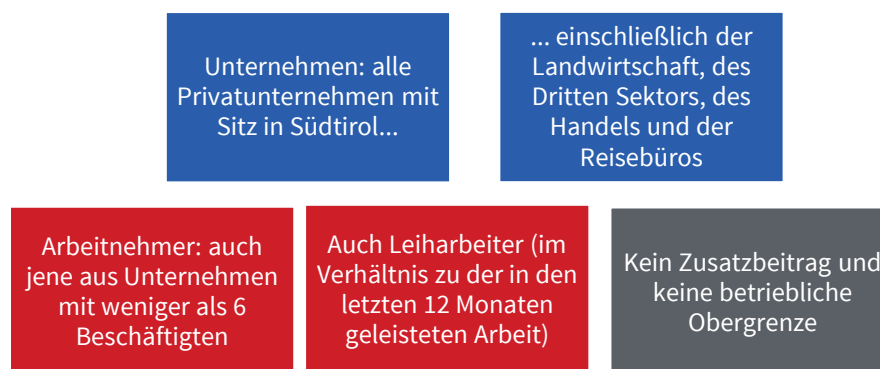 Unternehmen: alle
Privatunternehmen mit
Sitz in Südtirol...
... einschließlich der
Landwirtschaft, des
Dritten Sektors, des
Handels und der
Reisebüros
Arbeitnehmer: auch
jene aus Unternehmen
mit weniger als 6
Beschäftigten
Auch Leiharbeiter (im
Verhältnis zu der in den
letzten 12 Monaten
geleisteten Arbeit)
Kein Zusatzbeitrag und
keine betriebliche
Obergrenze